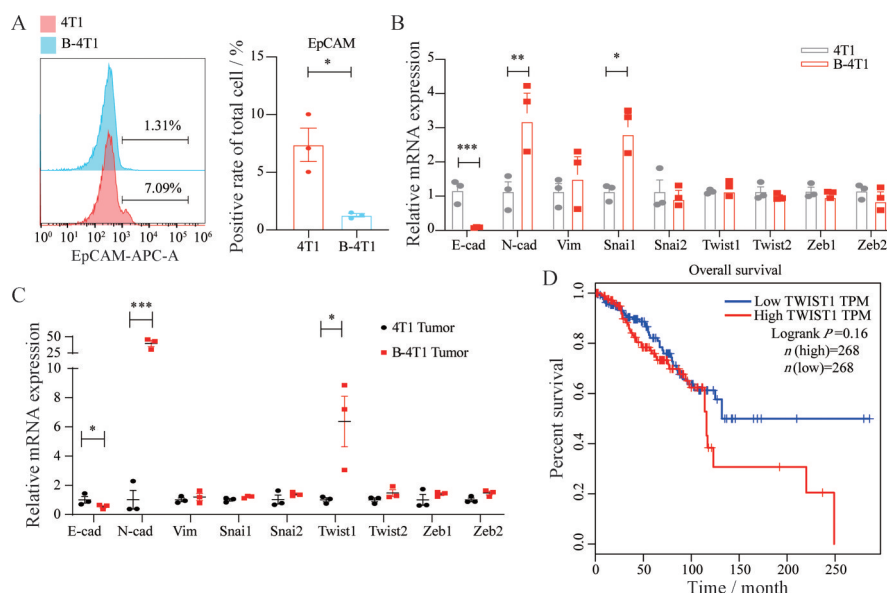 A
4T1
B-4T1
1.31%
7.09%
10⁰ 10¹ 10² 10³ 10⁴ 10⁵ 10⁶
EpCAM-APC-A
EpCAM
Positive rate of total cell / %
15
10
5
0
*
4T1 B-4T1
B
4T1
B-4T1
Relative mRNA expression
5
4
3
2
1
0
*** ** *
E-cad N-cad Vim Snai1 Snai2 Twist1 Twist2 Zeb1 Zeb2
C
4T1 Tumor
B-4T1 Tumor
Relative mRNA expression
50
25
10
8
6
4
2
0
* *** *
E-cad N-cad Vim Snai1 Snai2 Twist1 Twist2 Zeb1 Zeb2
D
Overall survival
Low TWIST1 TPM
High TWIST1 TPM
Logrank P=0.16
n (high)=268
n (low)=268
Percent survival
1.0
0.8
0.6
0.4
0.2
0.0
0 50 100 150 200 250
Time / month